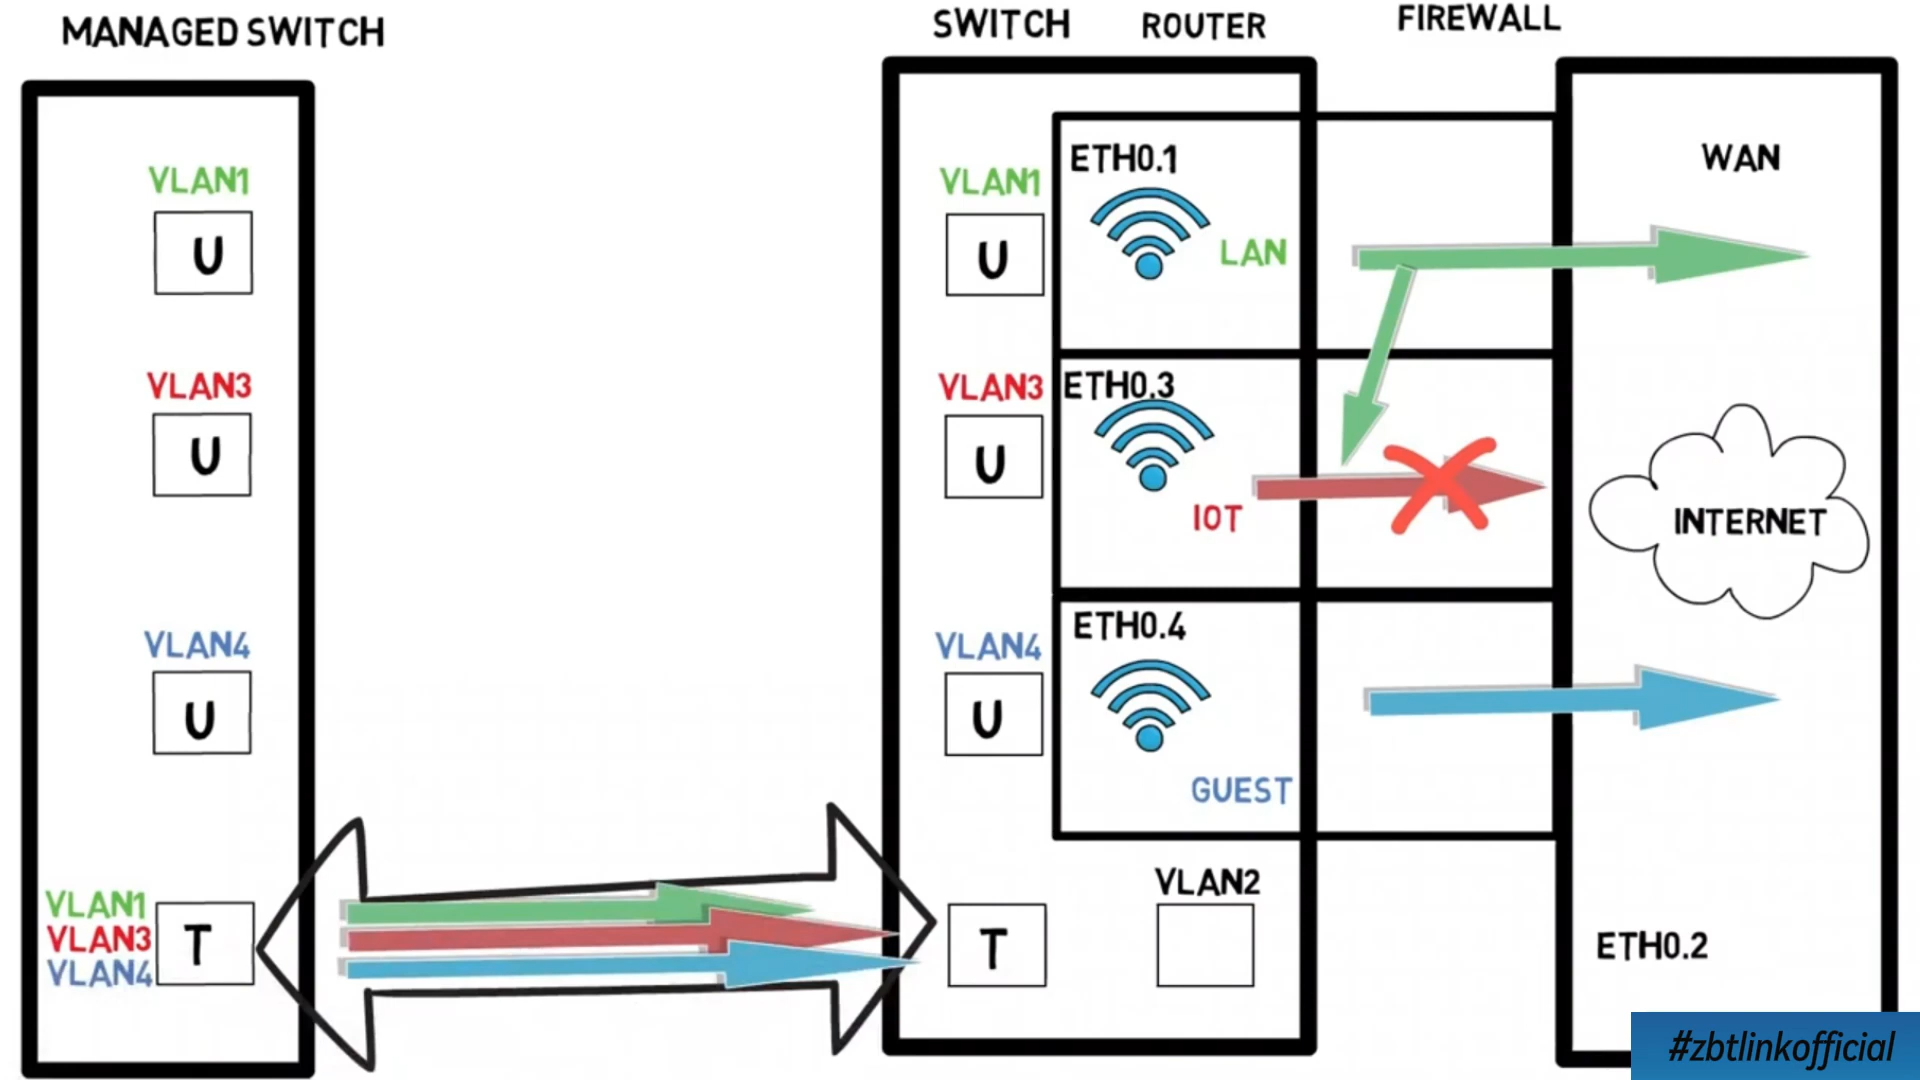 MANAGED SWITCH
SWITCH
ROUTER
FIREWALL
VLAN1
U
VLAN3
U
VLAN4
U
VLAN1
VLAN3
VLAN4
T
VLAN1
U
VLAN3
U
VLAN4
U
T
ETH0.1
LAN
ETH0.3
IOT
ETH0.4
GUEST
VLAN2
WAN
INTERNET
ETH0.2
#zbtlinkofficial